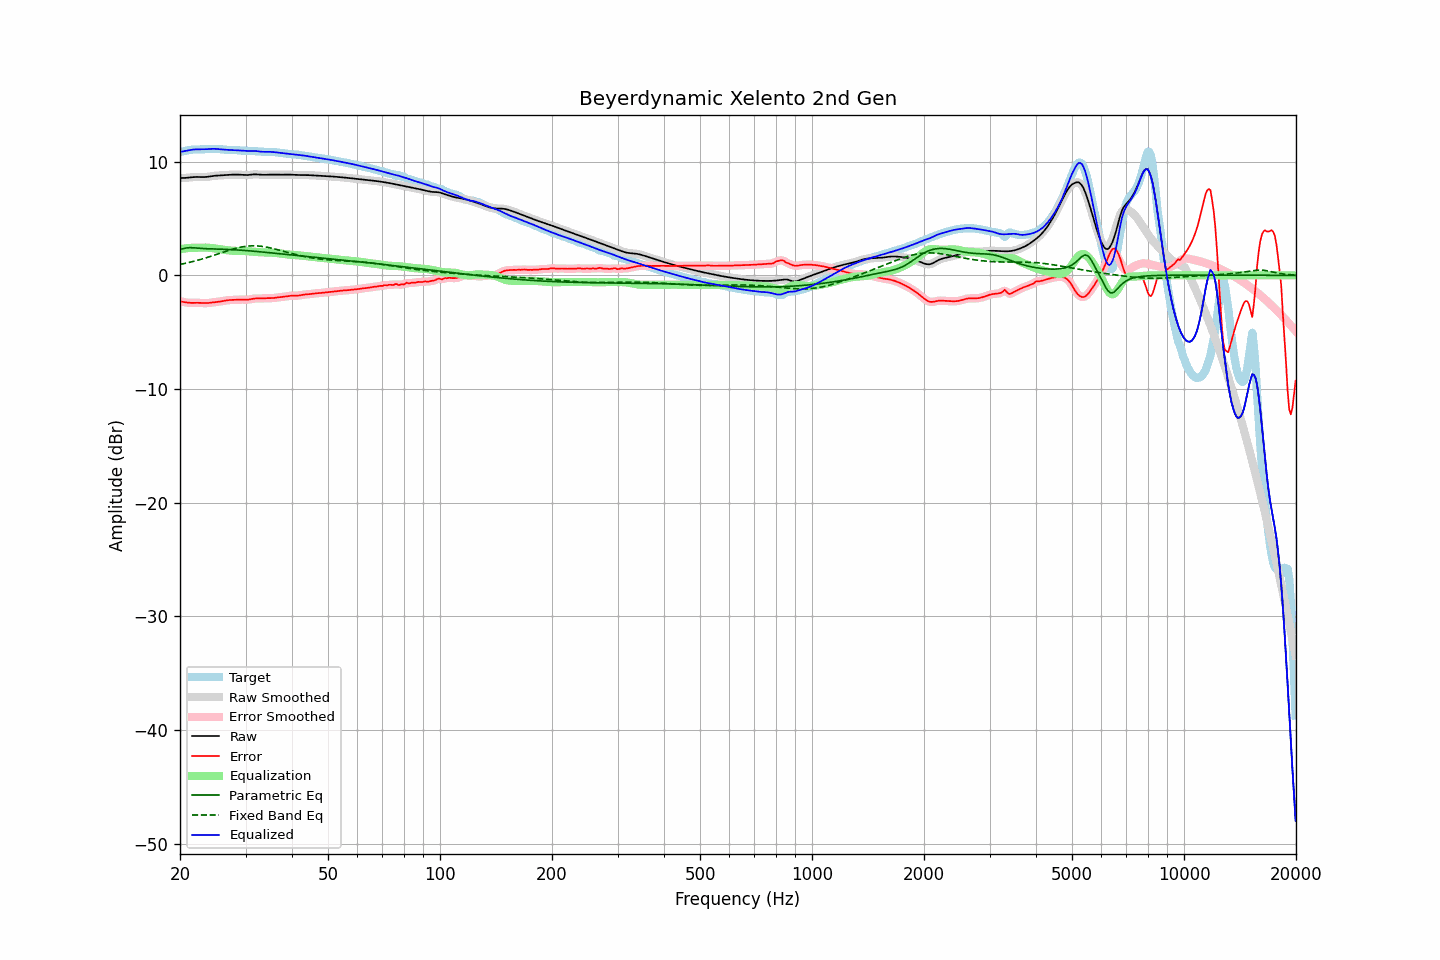 Beyerdynamic Xelento 2nd Gen
Amplitude (dBr)
10
0
−10
−20
−30
−40
−50
Target
Raw Smoothed
Error Smoothed
Raw
Error
Equalization
Parametric Eq
Fixed Band Eq
Equalized
20
50
100
200
500
1000
2000
5000
10000
20000
Frequency (Hz)